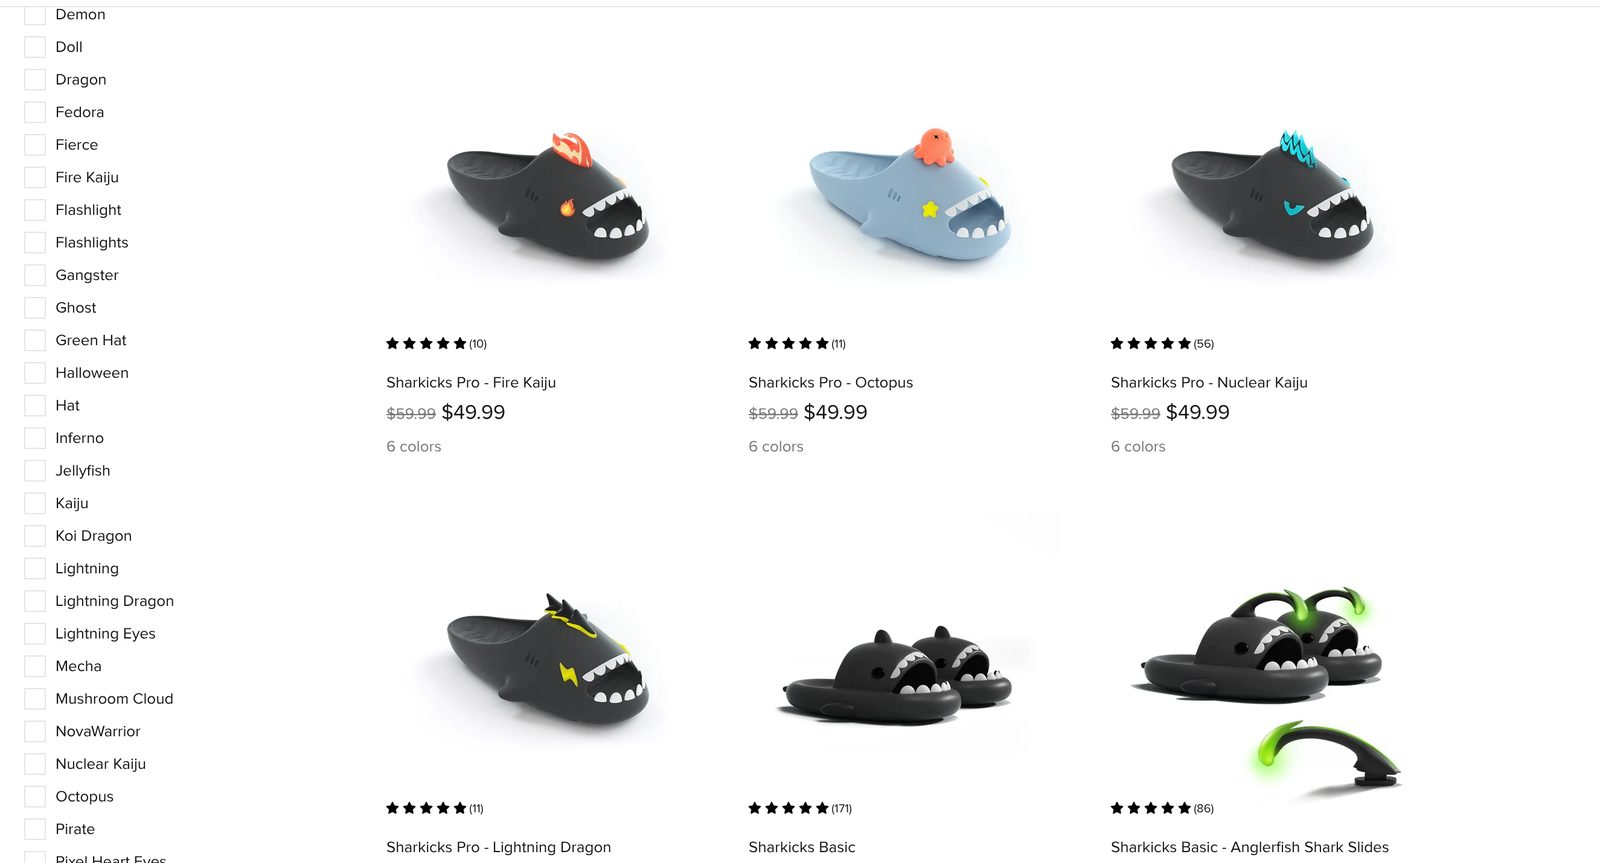 Demon
Doll
Dragon
Fedora
Fierce
Fire Kaiju
Flashlight
Flashlights
Gangster
Ghost
Green Hat
Halloween
Hat
Inferno
Jellyfish
Kaiju
Koi Dragon
Lightning
Lightning Dragon
Lightning Eyes
Mecha
Mushroom Cloud
NovaWarrior
Nuclear Kaiju
Octopus
Pirate
Pixel Heart Eyes
(10)
Sharkicks Pro - Fire Kaiju
$59.99 $49.99
6 colors
(11)
Sharkicks Pro - Octopus
$59.99 $49.99
6 colors
(56)
Sharkicks Pro - Nuclear Kaiju
$59.99 $49.99
6 colors
(11)
Sharkicks Pro - Lightning Dragon
(171)
Sharkicks Basic
(86)
Sharkicks Basic - Anglerfish Shark Slides